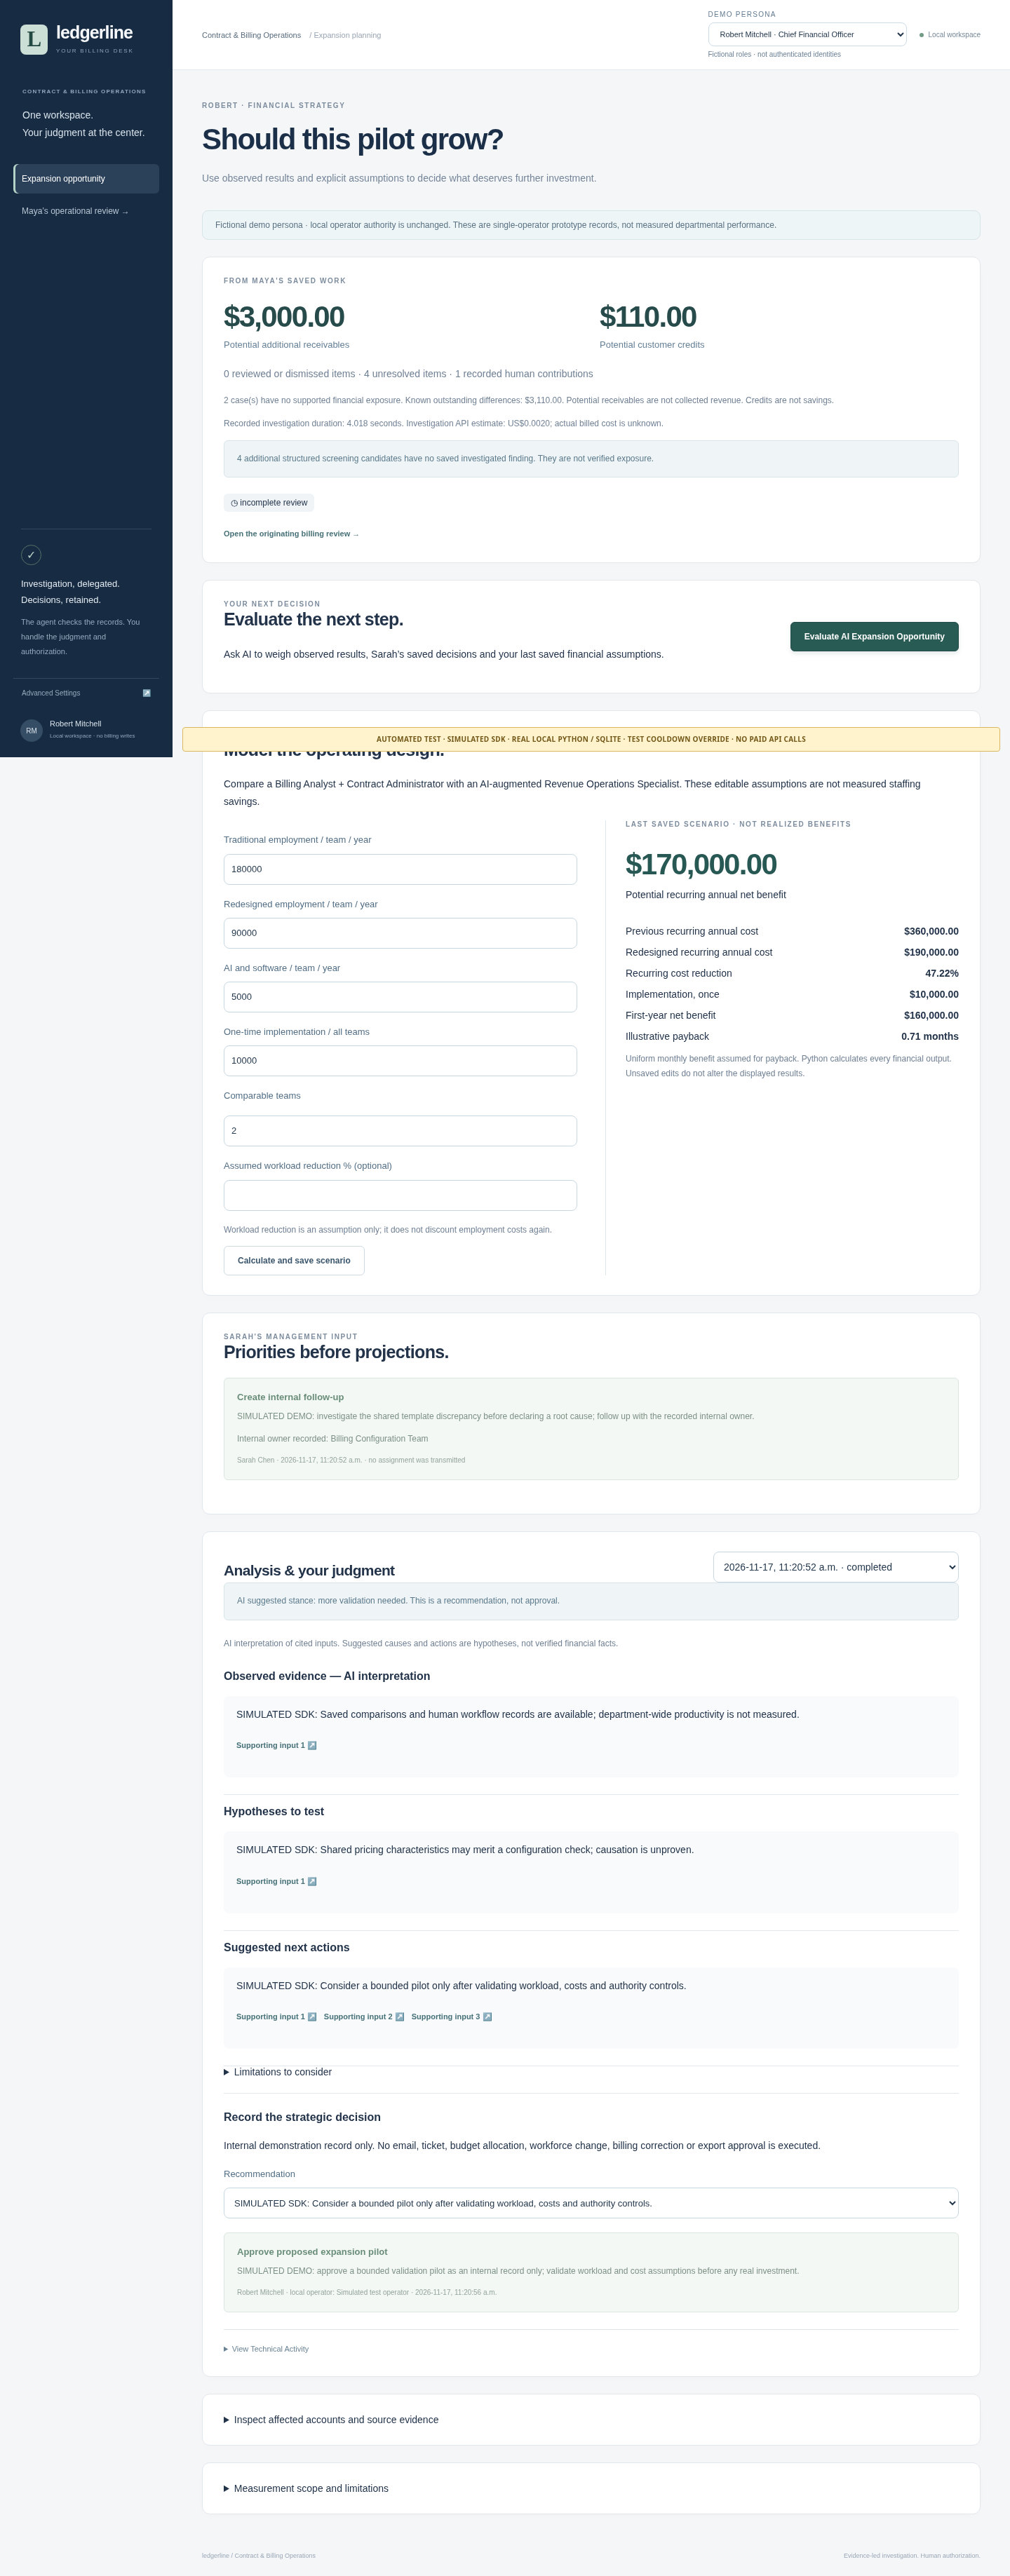 L ledgerline
YOUR BILLING DESK
CONTRACT & BILLING OPERATIONS
One workspace.
Your judgment at the center.
Expansion opportunity
Maya's operational review →
✓
Investigation, delegated.
Decisions, retained.
The agent checks the records. You
handle the judgment and
authorization.
Advanced Settings ↗
RM Robert Mitchell
Local workspace · no billing writes
Contract & Billing Operations / Expansion planning
DEMO PERSONA
Robert Mitchell · Chief Financial Officer
Local workspace
Fictional roles · not authenticated identities
ROBERT · FINANCIAL STRATEGY
Should this pilot grow?
Use observed results and explicit assumptions to decide what deserves further investment.
Fictional demo persona · local operator authority is unchanged. These are single-operator prototype records, not measured departmental performance.
FROM MAYA'S SAVED WORK
$3,000.00 $110.00
Potential additional receivables Potential customer credits
0 reviewed or dismissed items · 4 unresolved items · 1 recorded human contributions
2 case(s) have no supported financial exposure. Known outstanding differences: $3,110.00. Potential receivables are not collected revenue. Credits are not savings.
Recorded investigation duration: 4.018 seconds. Investigation API estimate: US$0.0020; actual billed cost is unknown.
4 additional structured screening candidates have no saved investigated finding. They are not verified exposure.
◷ incomplete review
Open the originating billing review →
YOUR NEXT DECISION
Evaluate the next step.
Ask AI to weigh observed results, Sarah's saved decisions and your last saved financial assumptions.
Evaluate AI Expansion Opportunity
AUTOMATED TEST · SIMULATED SDK · REAL LOCAL PYTHON / SQLITE · TEST COOLDOWN OVERRIDE · NO PAID API CALLS
Model the operating design.
Compare a Billing Analyst + Contract Administrator with an AI-augmented Revenue Operations Specialist. These editable assumptions are not measured staffing
savings.
Traditional employment / team / year
180000
Redesigned employment / team / year
90000
AI and software / team / year
5000
One-time implementation / all teams
10000
Comparable teams
2
Assumed workload reduction % (optional)
Workload reduction is an assumption only; it does not discount employment costs again.
Calculate and save scenario
LAST SAVED SCENARIO · NOT REALIZED BENEFITS
$170,000.00
Potential recurring annual net benefit
Previous recurring annual cost $360,000.00
Redesigned recurring annual cost $190,000.00
Recurring cost reduction 47.22%
Implementation, once $10,000.00
First-year net benefit $160,000.00
Illustrative payback 0.71 months
Uniform monthly benefit assumed for payback. Python calculates every financial output.
Unsaved edits do not alter the displayed results.
SARAH'S MANAGEMENT INPUT
Priorities before projections.
Create internal follow-up
SIMULATED DEMO: investigate the shared template discrepancy before declaring a root cause; follow up with the recorded internal owner.
Internal owner recorded: Billing Configuration Team
Sarah Chen · 2026-11-17, 11:20:52 a.m. · no assignment was transmitted
Analysis & your judgment
2026-11-17, 11:20:52 a.m. · completed
AI suggested stance: more validation needed. This is a recommendation, not approval.
AI interpretation of cited inputs. Suggested causes and actions are hypotheses, not verified financial facts.
Observed evidence — AI interpretation
SIMULATED SDK: Saved comparisons and human workflow records are available; department-wide productivity is not measured.
Supporting input 1 ↗
Hypotheses to test
SIMULATED SDK: Shared pricing characteristics may merit a configuration check; causation is unproven.
Supporting input 1 ↗
Suggested next actions
SIMULATED SDK: Consider a bounded pilot only after validating workload, costs and authority controls.
Supporting input 1 ↗ Supporting input 2 ↗ Supporting input 3 ↗
▶ Limitations to consider
Record the strategic decision
Internal demonstration record only. No email, ticket, budget allocation, workforce change, billing correction or export approval is executed.
Recommendation
SIMULATED SDK: Consider a bounded pilot only after validating workload, costs and authority controls.
Approve proposed expansion pilot
SIMULATED DEMO: approve a bounded validation pilot as an internal record only; validate workload and cost assumptions before any real investment.
Robert Mitchell · local operator: Simulated test operator · 2026-11-17, 11:20:56 a.m.
▶ View Technical Activity
▶ Inspect affected accounts and source evidence
▶ Measurement scope and limitations
ledgerline / Contract & Billing Operations Evidence-led Investigation. Human authorization.